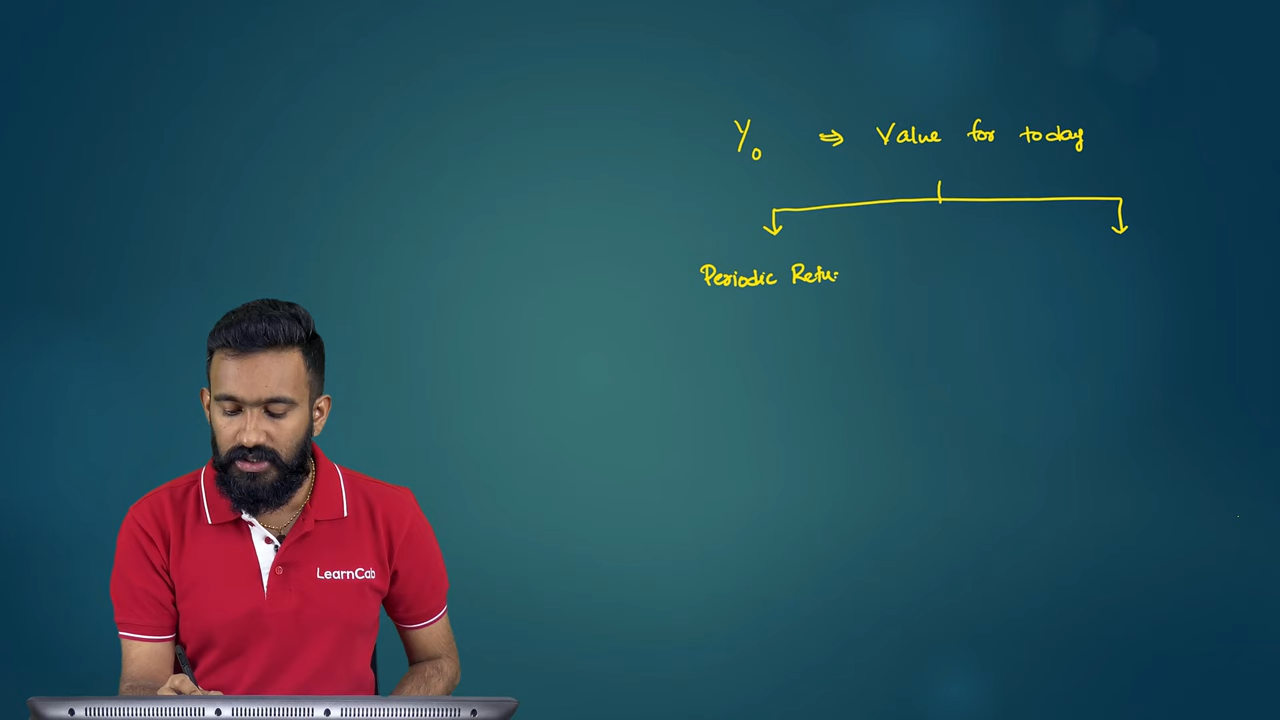 Y₀ ⇒ Value for today
Periodic Retu
LearnCab